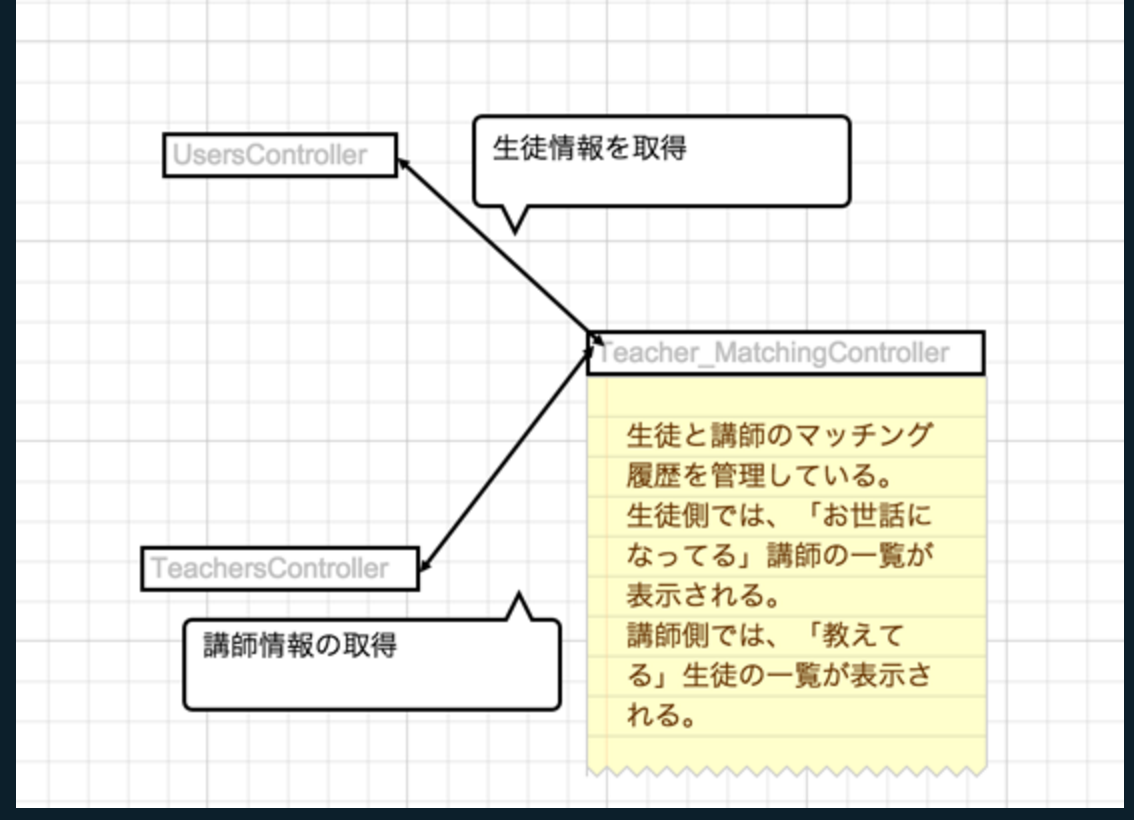 UsersController
生徒情報を取得
Teacher_MatchingController
生徒と講師のマッチング
履歴を管理している。
生徒側では、「お世話に
なってる」講師の一覧が
表示される。
講師側では、「教えて
る」生徒の一覧が表示さ
れる。
TeachersController
講師情報の取得